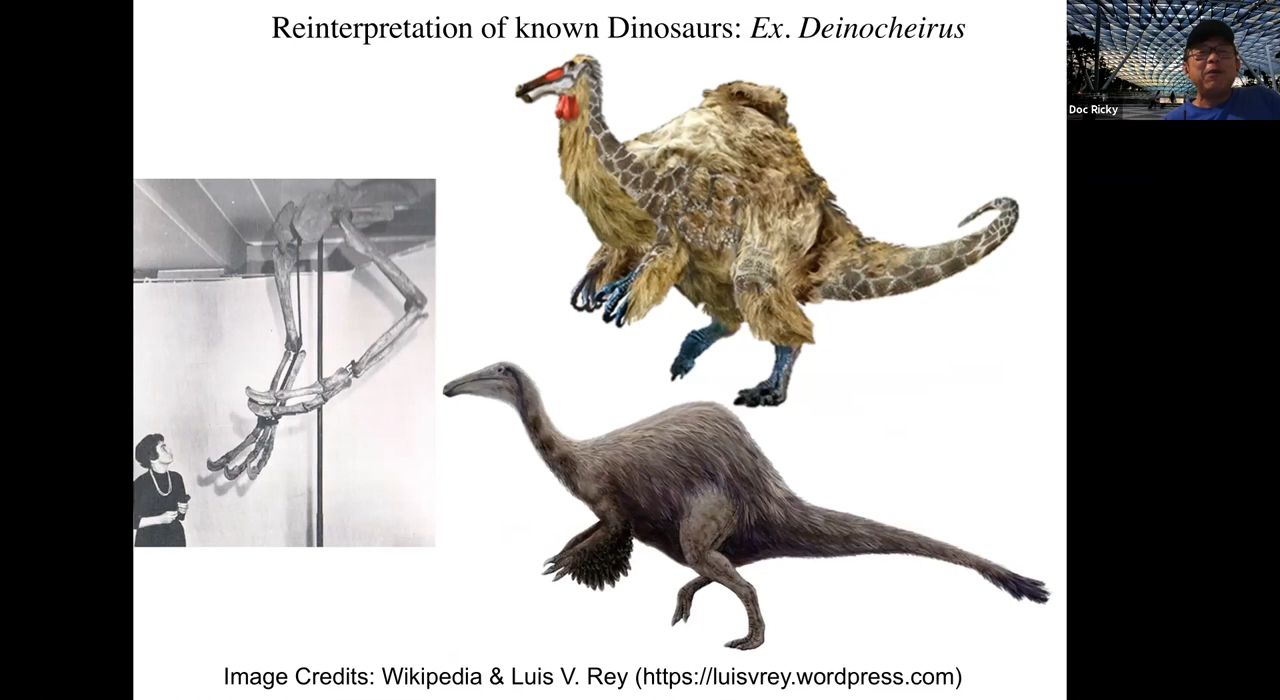 Reinterpretation of known Dinosaurs: Ex. Deinocheirus
Doc Ricky
Image Credits: Wikipedia & Luis V. Rey (https://luisvrey.wordpress.com)